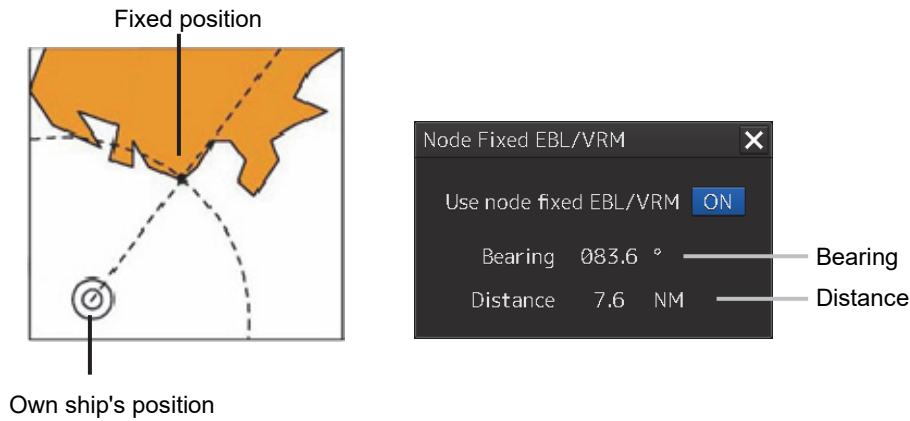 Fixed position
Own ship's position
Node Fixed EBL/VRM
Use node fixed EBL/VRM ON
Bearing 083.6 °
Distance 7.6 NM
Bearing
Distance